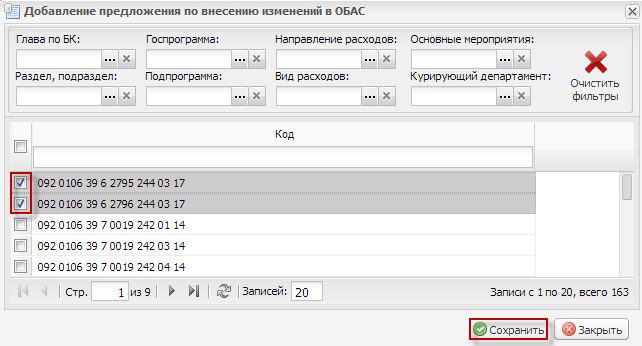 Добавление предложения по внесению изменений в ОБАС
Глава по БК: Госпрограмма: Направление расходов: Основные мероприятия:
Раздел, подраздел: Подпрограмма: Вид расходов: Курирующий департамент:
Очистить
фильтры
Код
092 0106 39 6 2795 244 03 17
092 0106 39 6 2796 244 03 17
092 0106 39 7 0019 242 01 14
092 0106 39 7 0019 242 03 14
092 0106 39 7 0019 242 04 14
Стр. 1 из 9 Записей: 20 Записи с 1 по 20, всего 163
Сохранить Закрыть